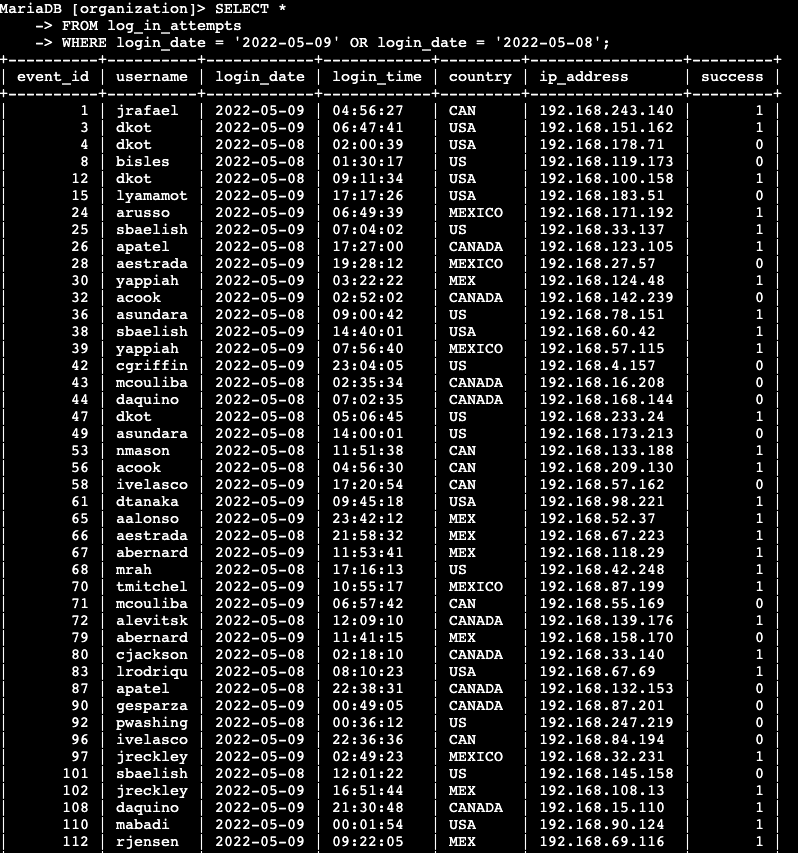 MariaDB [organization]> SELECT *
    -> FROM log_in_attempts
    -> WHERE login_date = '2022-05-09' OR login_date = '2022-05-08';
+----------+----------+------------+------------+---------+-----------------+---------+
| event_id | username | login_date | login_time | country | ip_address      | success |
+----------+----------+------------+------------+---------+-----------------+---------+
|        1 | jrafael  | 2022-05-09 | 04:56:27   | CAN     | 192.168.243.140 |       1 |
|        3 | dkot     | 2022-05-09 | 06:47:41   | USA     | 192.168.151.162 |       1 |
|        4 | dkot     | 2022-05-08 | 02:00:39   | USA     | 192.168.178.71  |       0 |
|        8 | bisles   | 2022-05-08 | 01:30:17   | US      | 192.168.119.173 |       0 |
|       12 | dkot     | 2022-05-08 | 09:11:34   | USA     | 192.168.100.158 |       1 |
|       15 | lyamamot | 2022-05-09 | 17:17:26   | USA     | 192.168.183.51  |       0 |
|       24 | arusso   | 2022-05-09 | 06:49:39   | MEXICO  | 192.168.171.192 |       1 |
|       25 | sbaelish | 2022-05-09 | 07:04:02   | US      | 192.168.33.137  |       1 |
|       26 | apatel   | 2022-05-08 | 17:27:00   | CANADA  | 192.168.123.105 |       1 |
|       28 | aestrada | 2022-05-09 | 19:28:12   | MEXICO  | 192.168.27.57   |       0 |
|       30 | yappiah  | 2022-05-09 | 03:22:22   | MEX     | 192.168.124.48  |       1 |
|       32 | acook    | 2022-05-09 | 02:52:02   | CANADA  | 192.168.142.239 |       0 |
|       36 | asundara | 2022-05-08 | 09:00:42   | US      | 192.168.78.151  |       1 |
|       38 | sbaelish | 2022-05-09 | 14:40:01   | USA     | 192.168.60.42   |       1 |
|       39 | yappiah  | 2022-05-09 | 07:56:40   | MEXICO  | 192.168.57.115  |       1 |
|       42 | cgriffin | 2022-05-09 | 23:04:05   | US      | 192.168.4.157   |       0 |
|       43 | mcouliba | 2022-05-08 | 02:35:34   | CANADA  | 192.168.16.208  |       0 |
|       44 | daquino  | 2022-05-08 | 07:02:35   | CANADA  | 192.168.168.144 |       0 |
|       47 | dkot     | 2022-05-08 | 05:06:45   | US      | 192.168.233.24  |       1 |
|       49 | asundara | 2022-05-08 | 14:00:01   | US      | 192.168.173.213 |       0 |
|       53 | nmason   | 2022-05-08 | 11:51:38   | CAN     | 192.168.133.188 |       1 |
|       56 | acook    | 2022-05-08 | 04:56:30   | CAN     | 192.168.209.130 |       1 |
|       58 | ivelasco | 2022-05-09 | 17:20:54   | CAN     | 192.168.57.162  |       0 |
|       61 | dtanaka  | 2022-05-09 | 09:45:18   | USA     | 192.168.98.221  |       1 |
|       65 | aalonso  | 2022-05-09 | 23:42:12   | MEX     | 192.168.52.37   |       1 |
|       66 | aestrada | 2022-05-08 | 21:58:32   | MEX     | 192.168.67.223  |       1 |
|       67 | abernard | 2022-05-09 | 11:53:41   | MEX     | 192.168.118.29  |       1 |
|       68 | mrah     | 2022-05-08 | 17:16:13   | US      | 192.168.42.248  |       1 |
|       70 | tmitchel | 2022-05-09 | 10:55:17   | MEXICO  | 192.168.87.199  |       1 |
|       71 | mcouliba | 2022-05-09 | 06:57:42   | CAN     | 192.168.55.169  |       0 |
|       72 | alevitsk | 2022-05-08 | 12:09:10   | CANADA  | 192.168.139.176 |       1 |
|       79 | abernard | 2022-05-09 | 11:41:15   | MEX     | 192.168.158.170 |       0 |
|       80 | cjackson | 2022-05-08 | 02:18:10   | CANADA  | 192.168.33.140  |       1 |
|       83 | lrodriqu | 2022-05-08 | 08:10:23   | USA     | 192.168.67.69   |       1 |
|       87 | apatel   | 2022-05-08 | 22:38:31   | CANADA  | 192.168.132.153 |       0 |
|       90 | gesparza | 2022-05-09 | 00:49:05   | CANADA  | 192.168.87.201  |       0 |
|       92 | pwashing | 2022-05-08 | 00:36:12   | US      | 192.168.247.219 |       0 |
|       96 | ivelasco | 2022-05-09 | 22:36:36   | CAN     | 192.168.84.194  |       0 |
|       97 | jreckley | 2022-05-09 | 02:49:23   | MEXICO  | 192.168.32.231  |       1 |
|      101 | sbaelish | 2022-05-08 | 12:01:22   | US      | 192.168.145.158 |       0 |
|      102 | jreckley | 2022-05-09 | 16:51:44   | MEX     | 192.168.108.13  |       1 |
|      108 | daquino  | 2022-05-09 | 21:30:48   | CANADA  | 192.168.15.110  |       1 |
|      110 | mabadi   | 2022-05-09 | 00:01:54   | USA     | 192.168.90.124  |       1 |
|      112 | rjensen  | 2022-05-09 | 09:22:05   | MEX     | 192.168.69.116  |       1 |